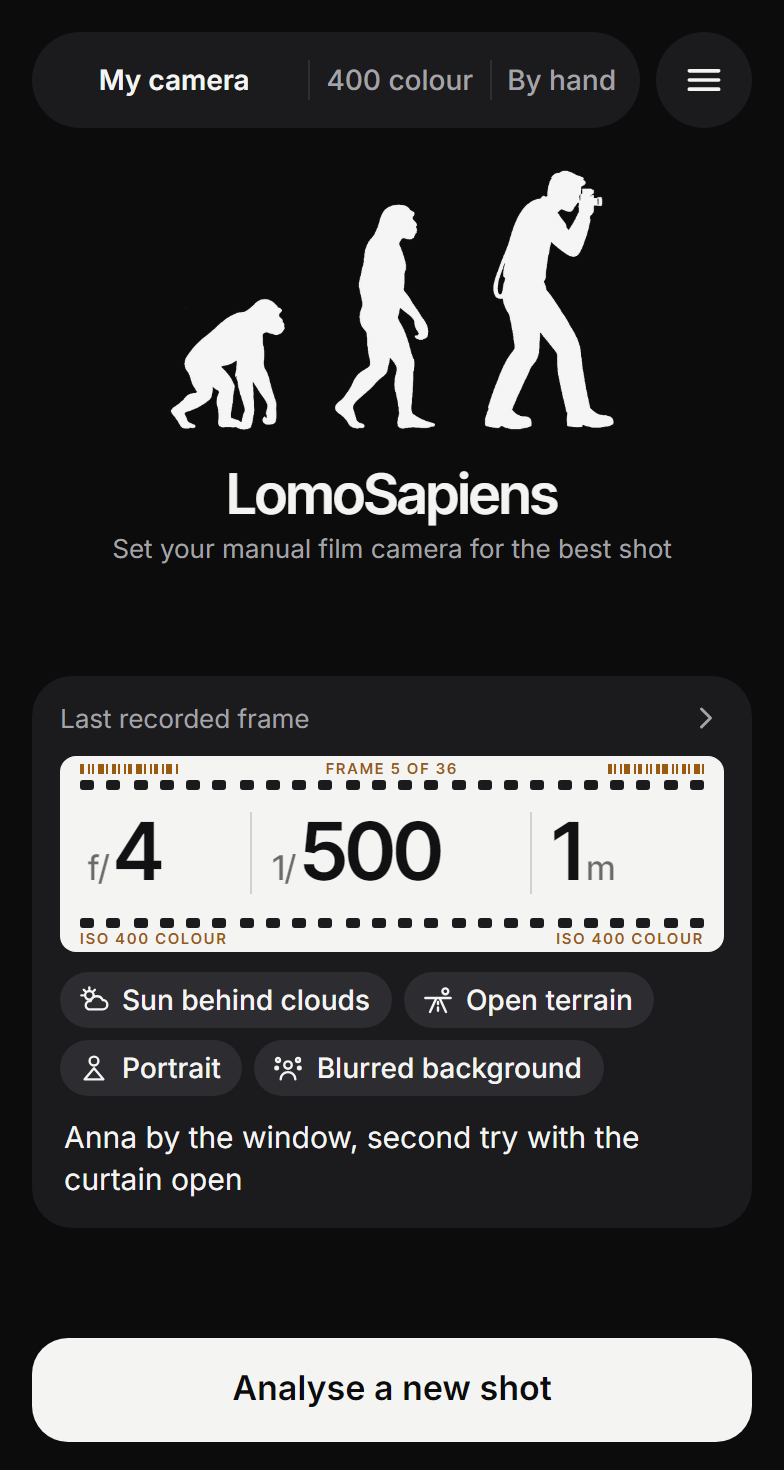 My camera
400 colour
By hand
LomoSapiens
Set your manual film camera for the best shot
Last recorded frame
FRAME 5 OF 36
f/4
1/500
1m
ISO 400 COLOUR
ISO 400 COLOUR
Sun behind clouds
Open terrain
Portrait
Blurred background
Anna by the window, second try with the
curtain open
Analyse a new shot